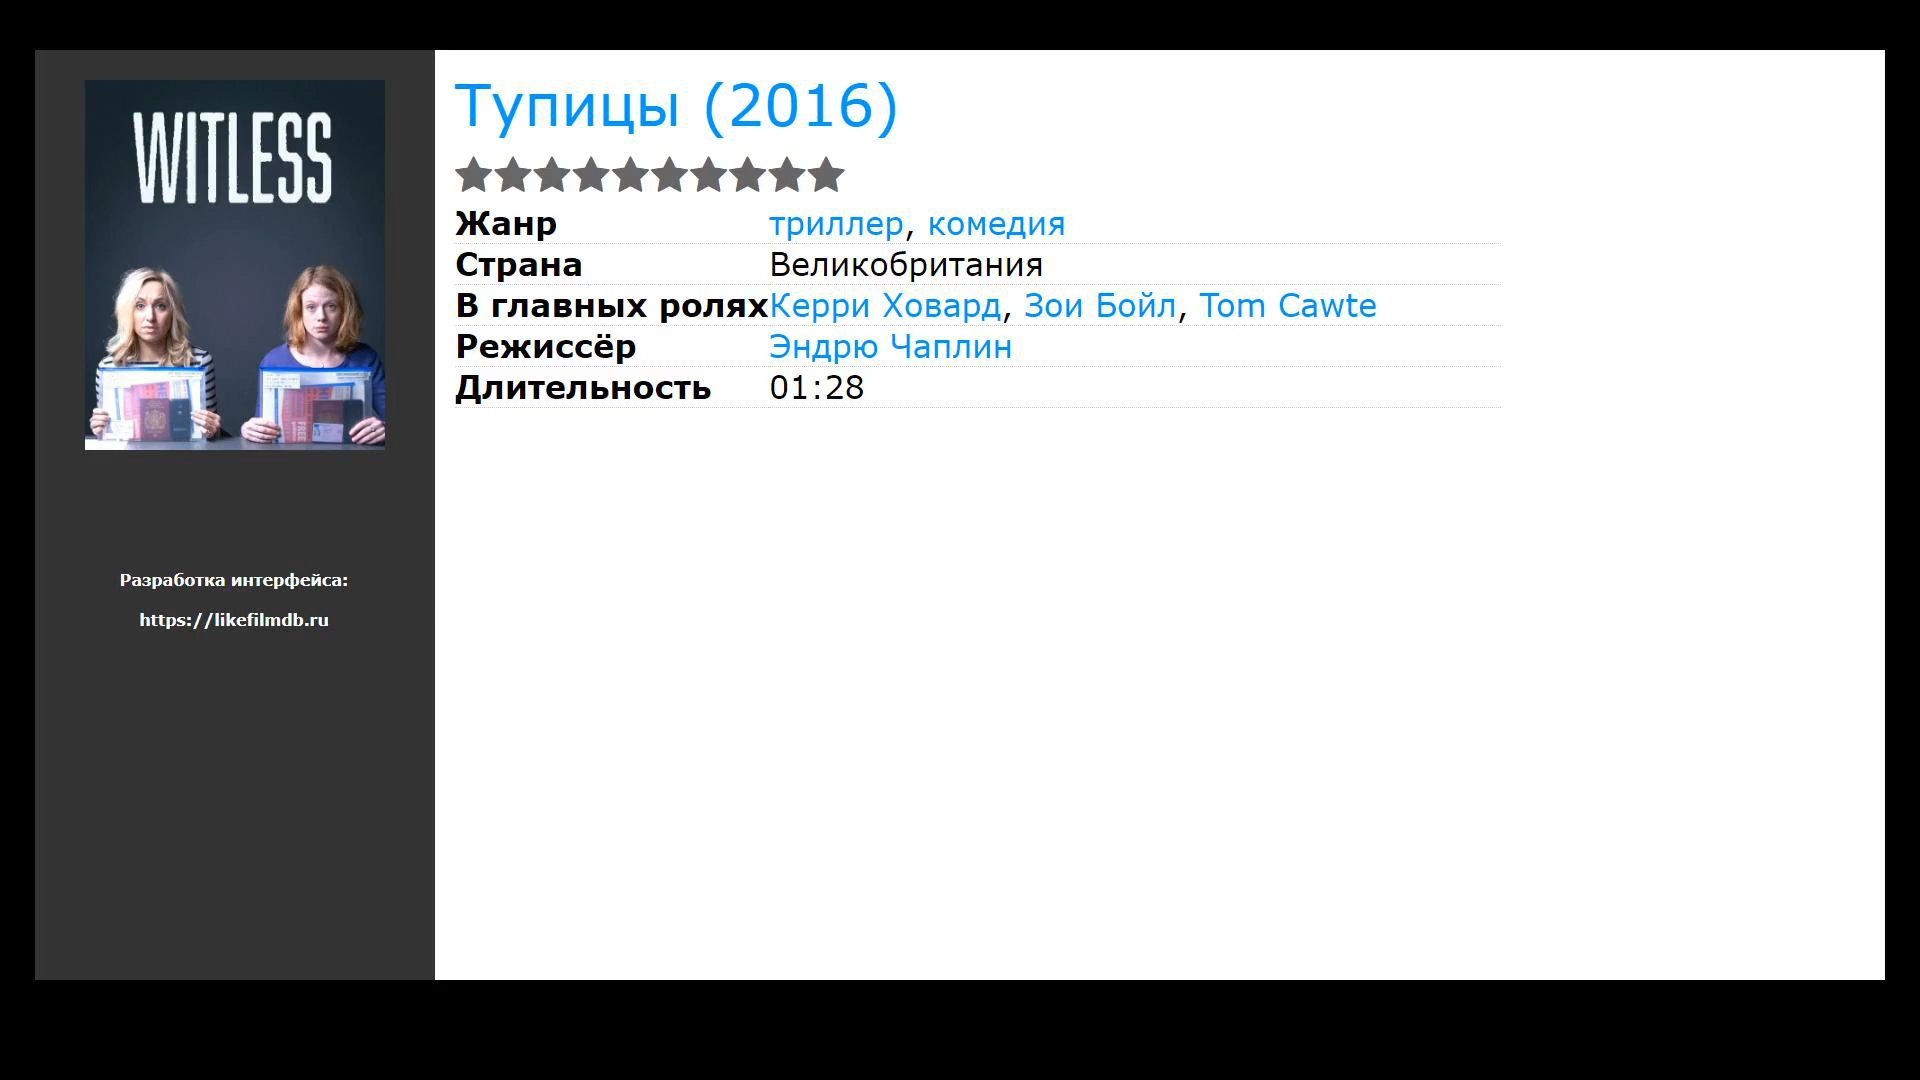 WITLESS
Тупицы (2016)
Жанр триллер, комедия
Страна Великобритания
В главных ролях Керри Ховард, Зои Бойл, Tom Cawte
Режиссёр Эндрю Чаплин
Длительность 01:28
Разработка интерфейса:
https://likefilmdb.ru